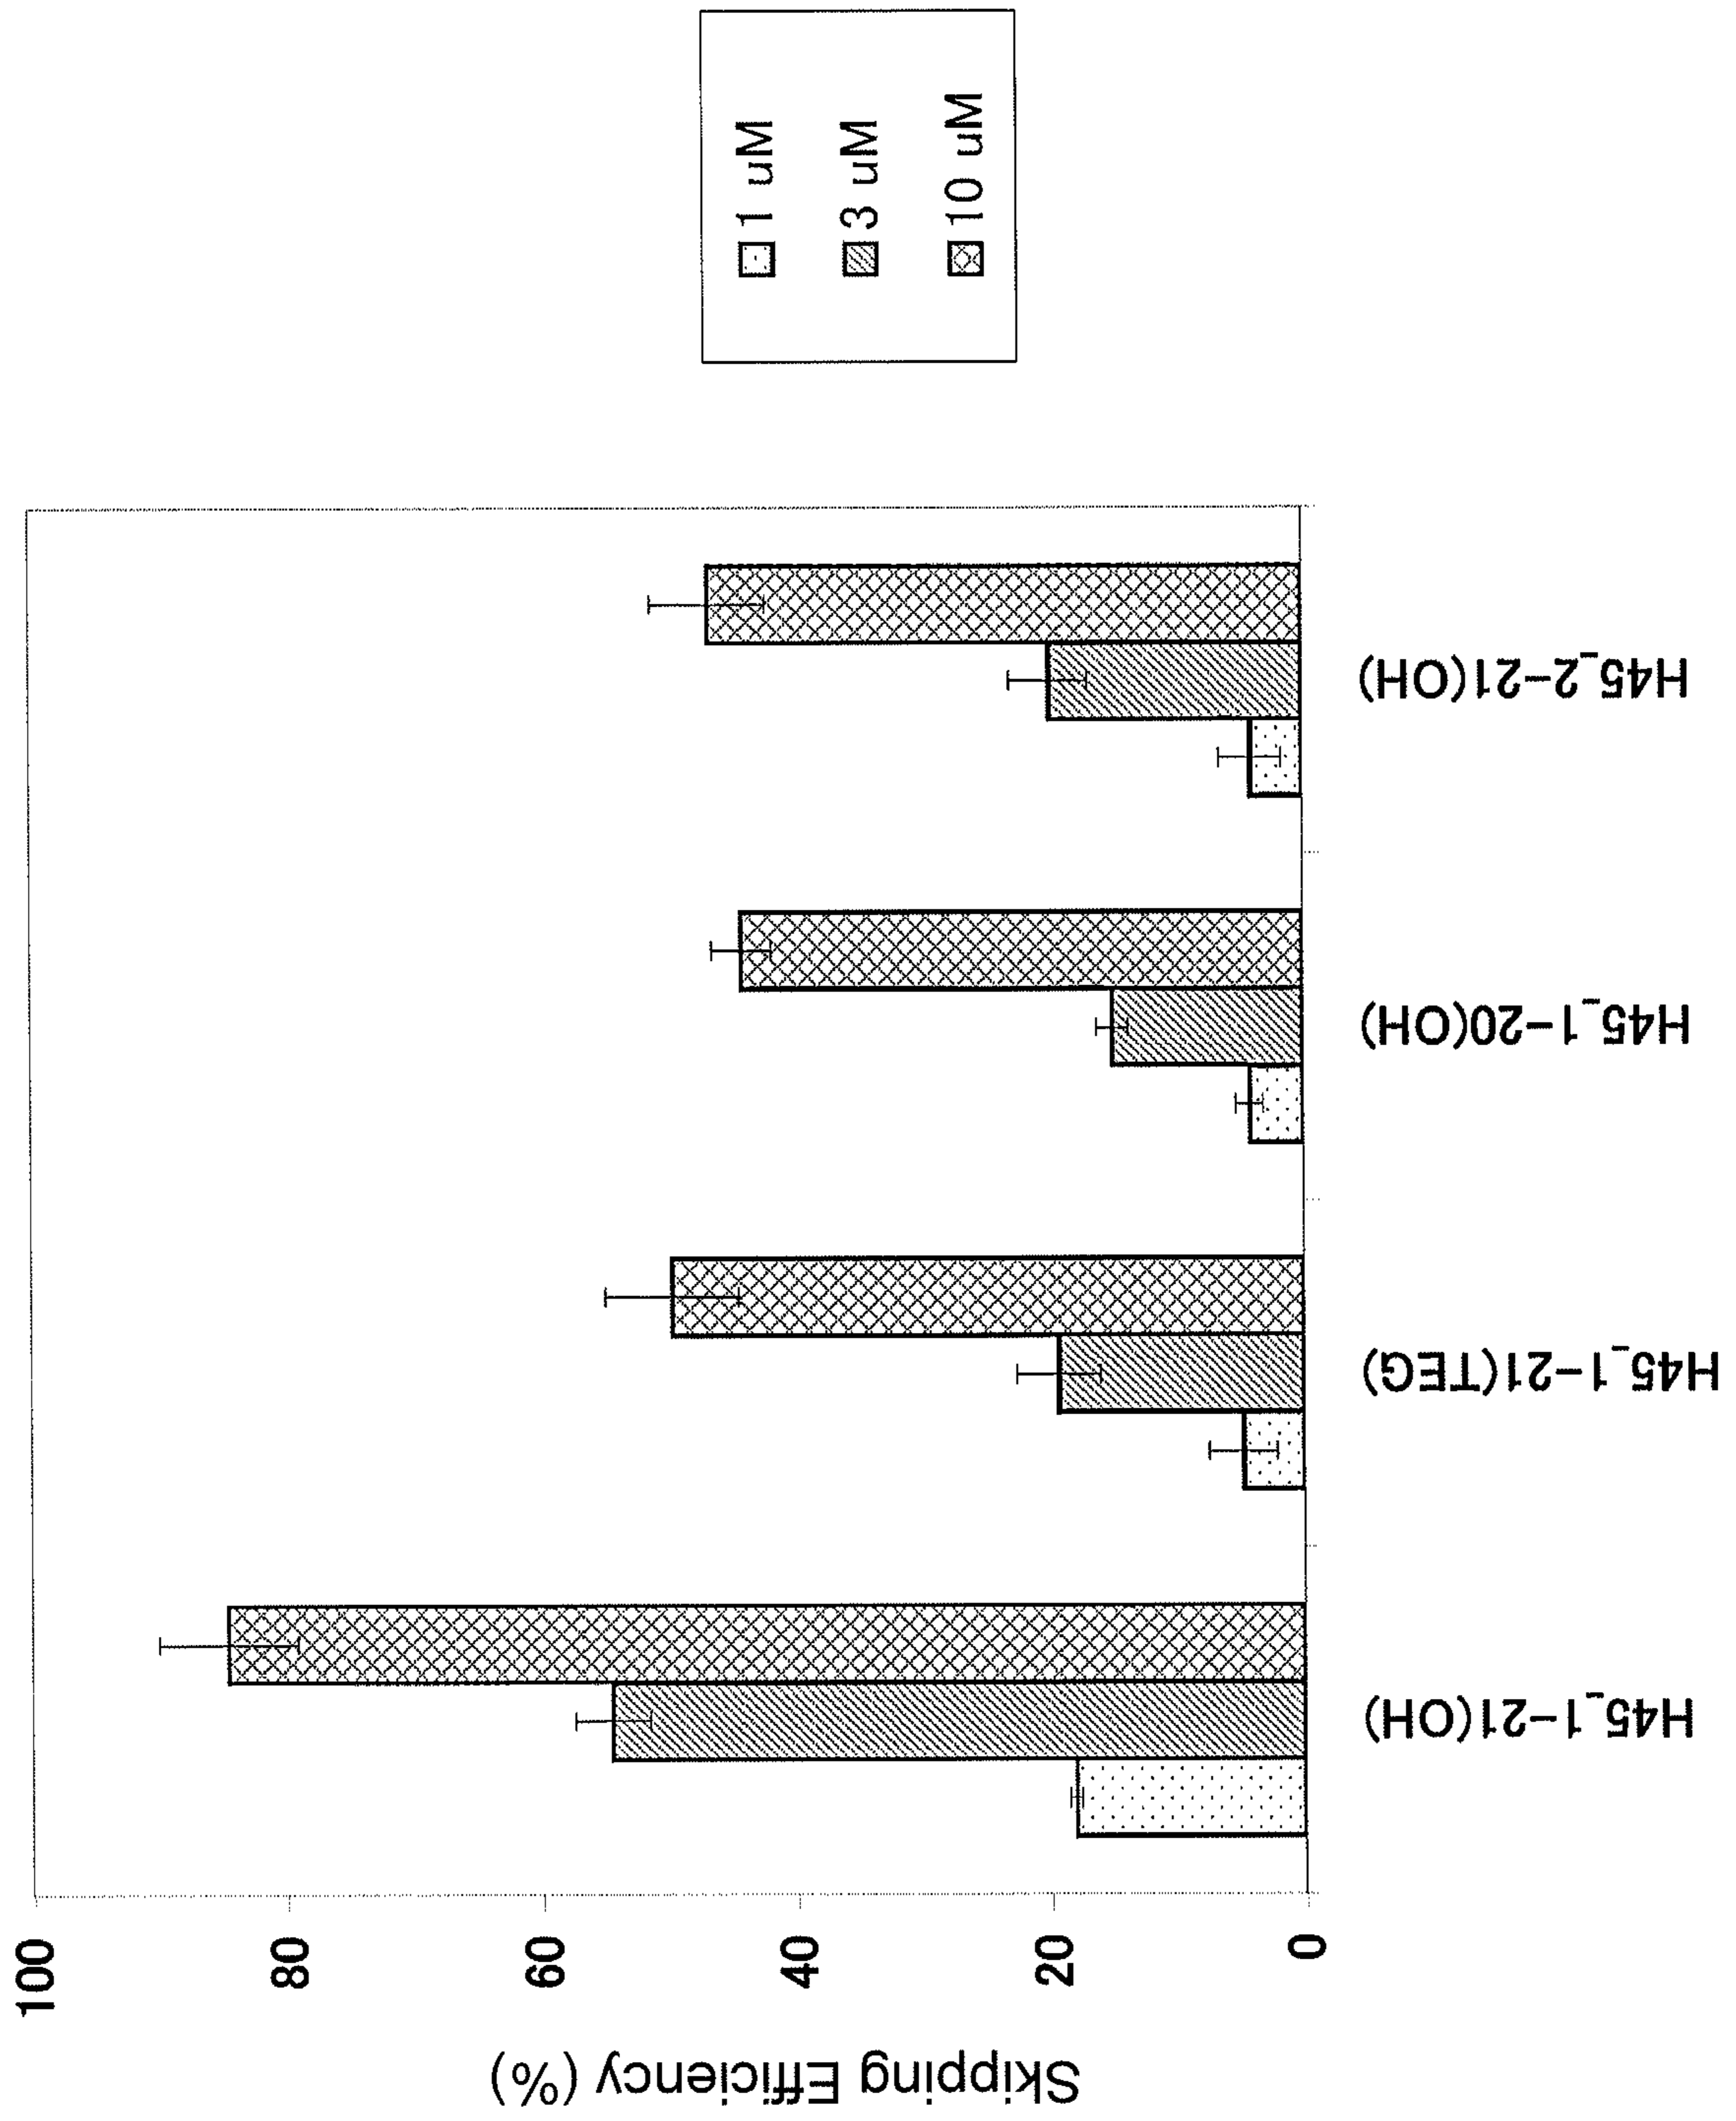 Skipping Efficiency (%)
100
80
60
40
20
0
H45_1-21(OH)
H45_1-21(TEG)
H45_1-20(OH)
H45_2-21(OH)
1 uM
3 uM
10 uM